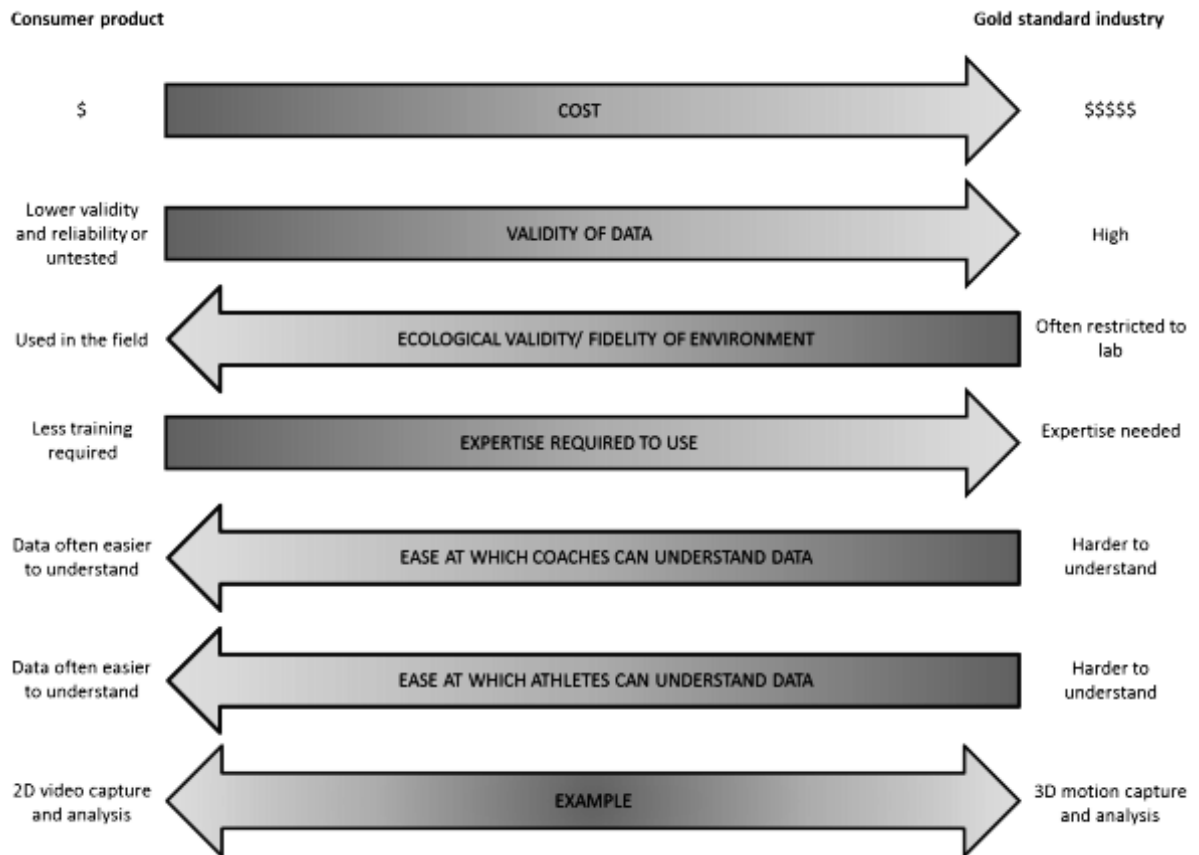 Consumer product
Gold standard industry
$
COST
$$$$$
Lower validity
and reliability or
untested
VALIDITY OF DATA
High
Used in the field
ECOLOGICAL VALIDITY/ FIDELITY OF ENVIRONMENT
Often restricted to
lab
Less training
required
EXPERTISE REQUIRED TO USE
Expertise needed
Data often easier
to understand
EASE AT WHICH COACHES CAN UNDERSTAND DATA
Harder to
understand
Data often easier
to understand
EASE AT WHICH ATHLETES CAN UNDERSTAND DATA
Harder to
understand
2D video capture
and analysis
EXAMPLE
3D motion capture
and analysis